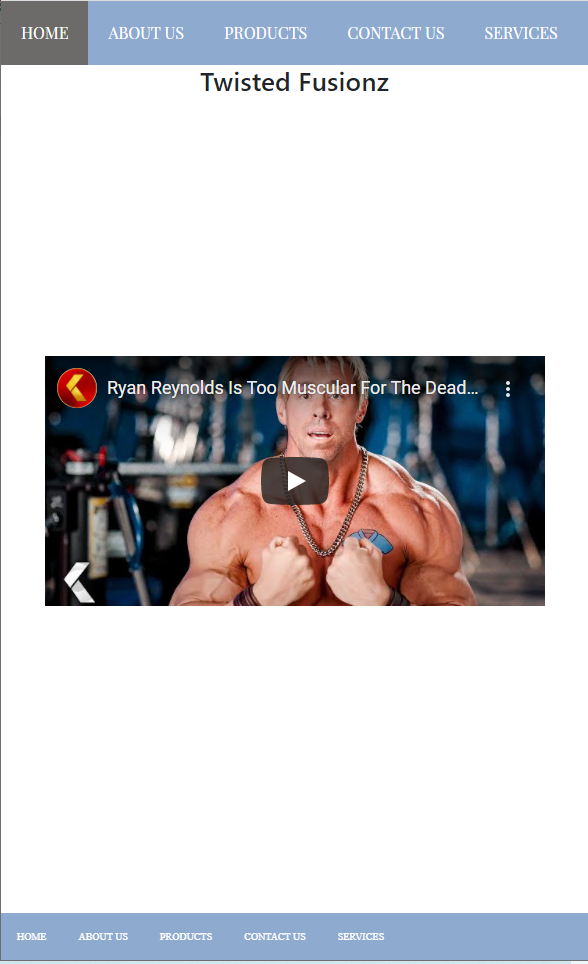 HOME ABOUT US PRODUCTS CONTACT US SERVICES
Twisted Fusionz
Ryan Reynolds Is Too Muscular For The Dead...
HOME ABOUT US PRODUCTS CONTACT US SERVICES